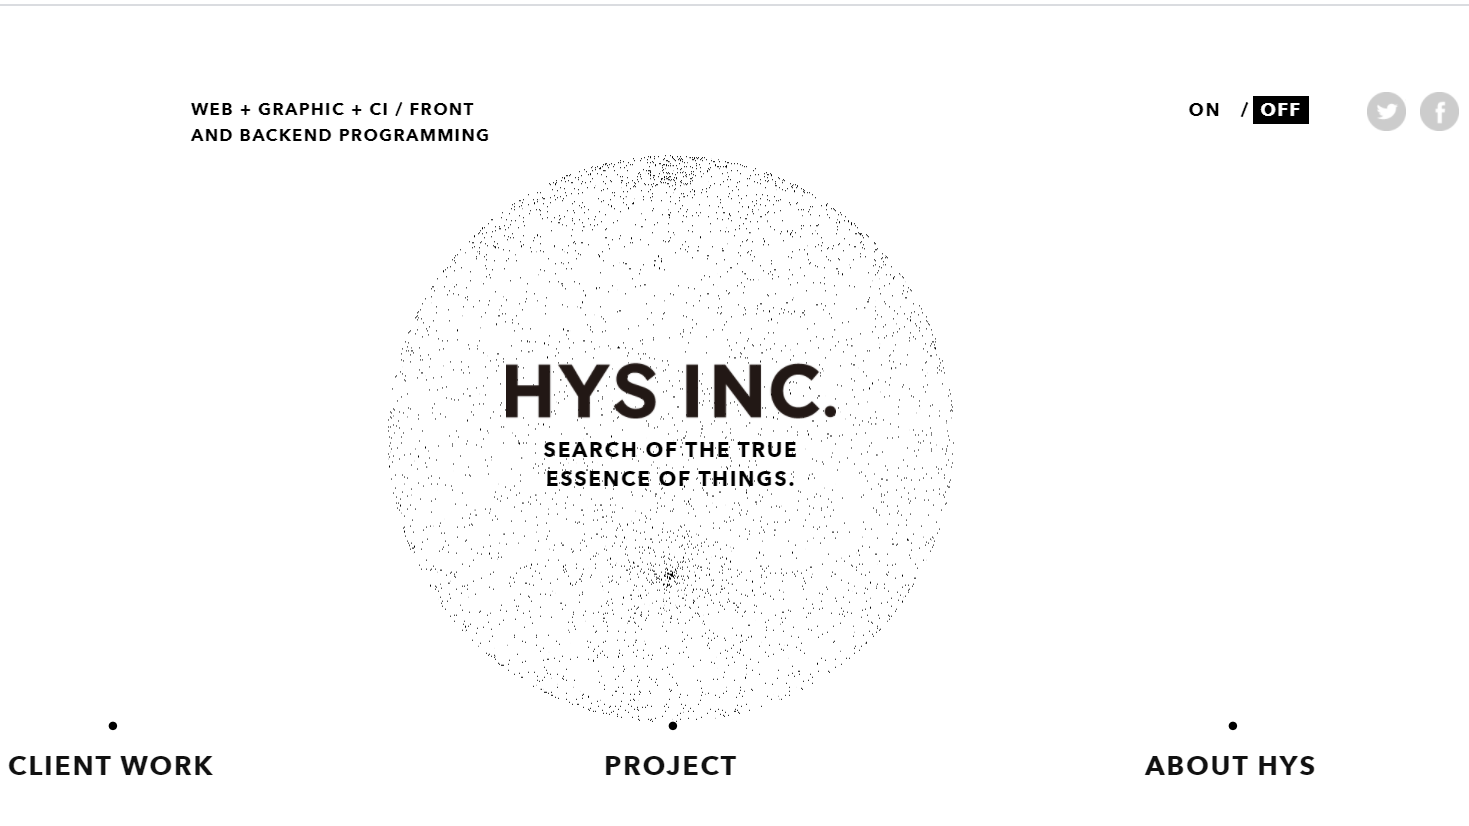 WEB + GRAPHIC + CI / FRONT
AND BACKEND PROGRAMMING
ON / OFF
HYS INC.
SEARCH OF THE TRUE
ESSENCE OF THINGS.
CLIENT WORK
PROJECT
ABOUT HYS